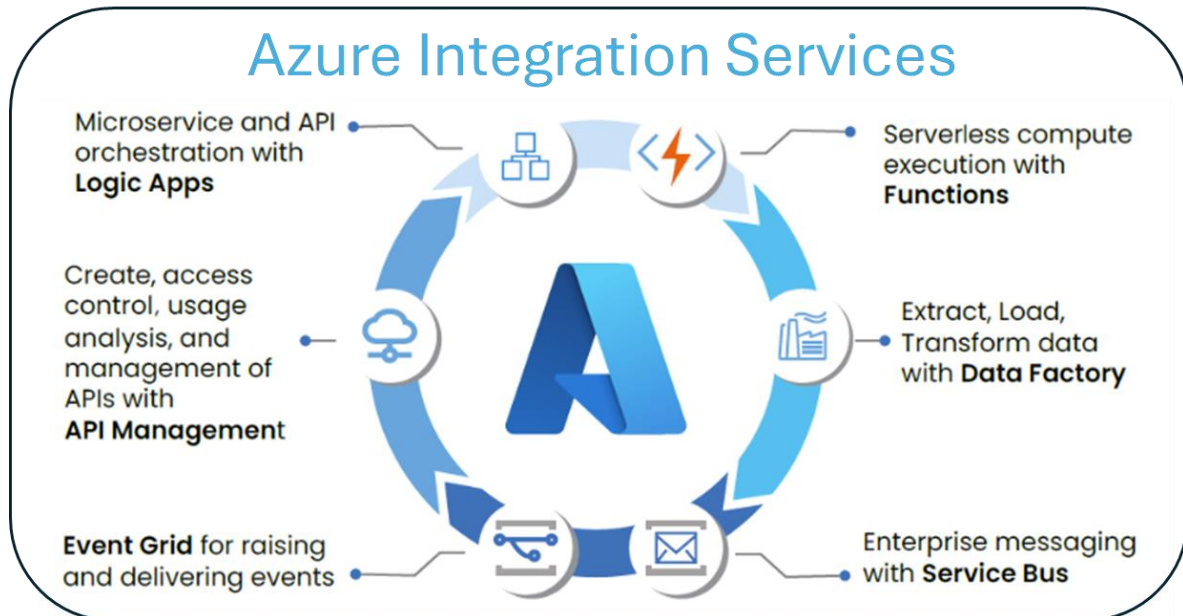 Azure Integration Services
Microservice and API
orchestration with
Logic Apps
Serverless compute
execution with
Functions
Create, access
control, usage
analysis, and
management of
APIs with
API Management
Extract, Load,
Transform data
with Data Factory
Event Grid for raising
and delivering events
Enterprise messaging
with Service Bus